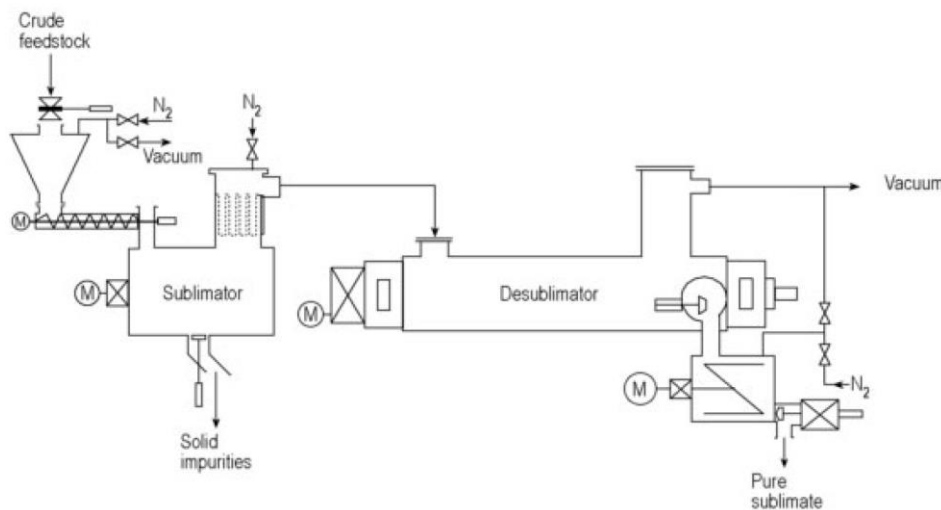 Crude
feedstock
N2
N2
Vacuum
Vacuum
M
M
Sublimator
Desublimator
M
M
N2
Solid
impurities
Pure
sublimate